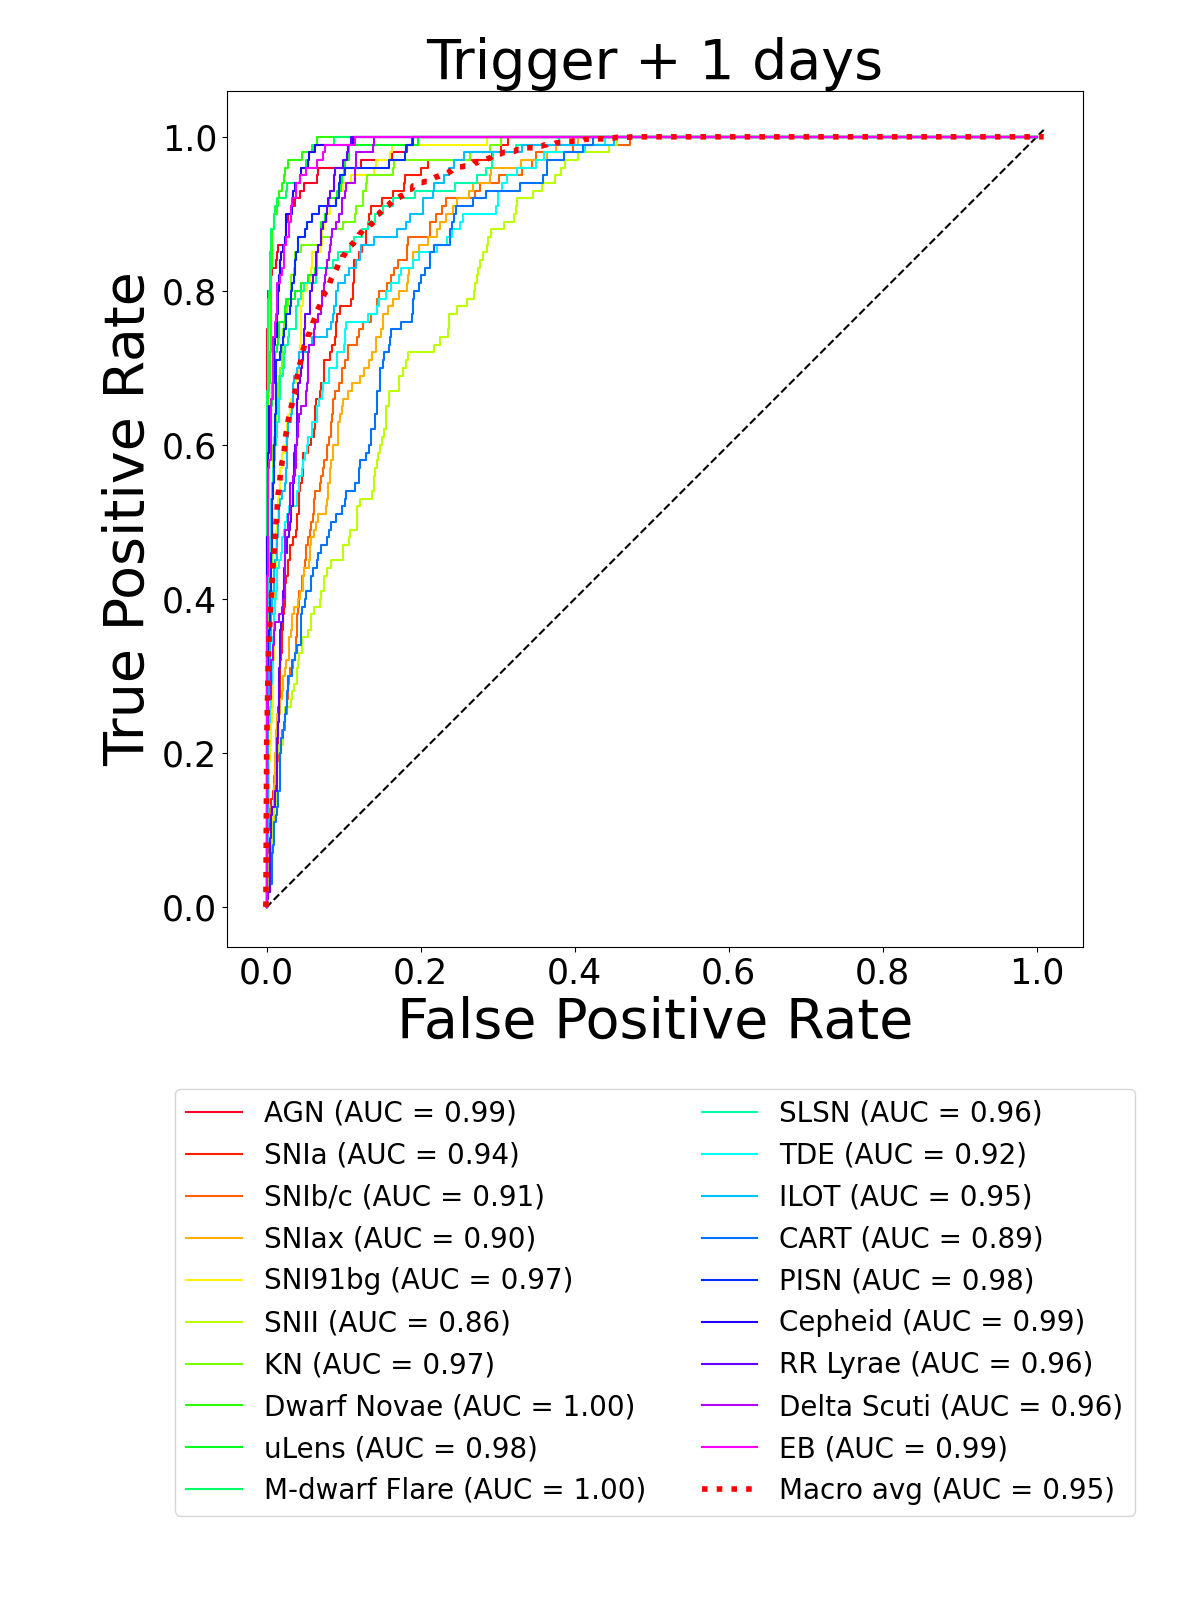 Trigger + 1 days
1.0
0.8
0.6
0.4
0.2
0.0
True Positive Rate
0.0 0.2 0.4 0.6 0.8 1.0
False Positive Rate
AGN (AUC = 0.99)
SNIa (AUC = 0.94)
SNIb/c (AUC = 0.91)
SNIax (AUC = 0.90)
SNI91bg (AUC = 0.97)
SNII (AUC = 0.86)
KN (AUC = 0.97)
Dwarf Novae (AUC = 1.00)
uLens (AUC = 0.98)
M-dwarf Flare (AUC = 1.00)
SLSN (AUC = 0.96)
TDE (AUC = 0.92)
ILOT (AUC = 0.95)
CART (AUC = 0.89)
PISN (AUC = 0.98)
Cepheid (AUC = 0.99)
RR Lyrae (AUC = 0.96)
Delta Scuti (AUC = 0.96)
EB (AUC = 0.99)
Macro avg (AUC = 0.95)